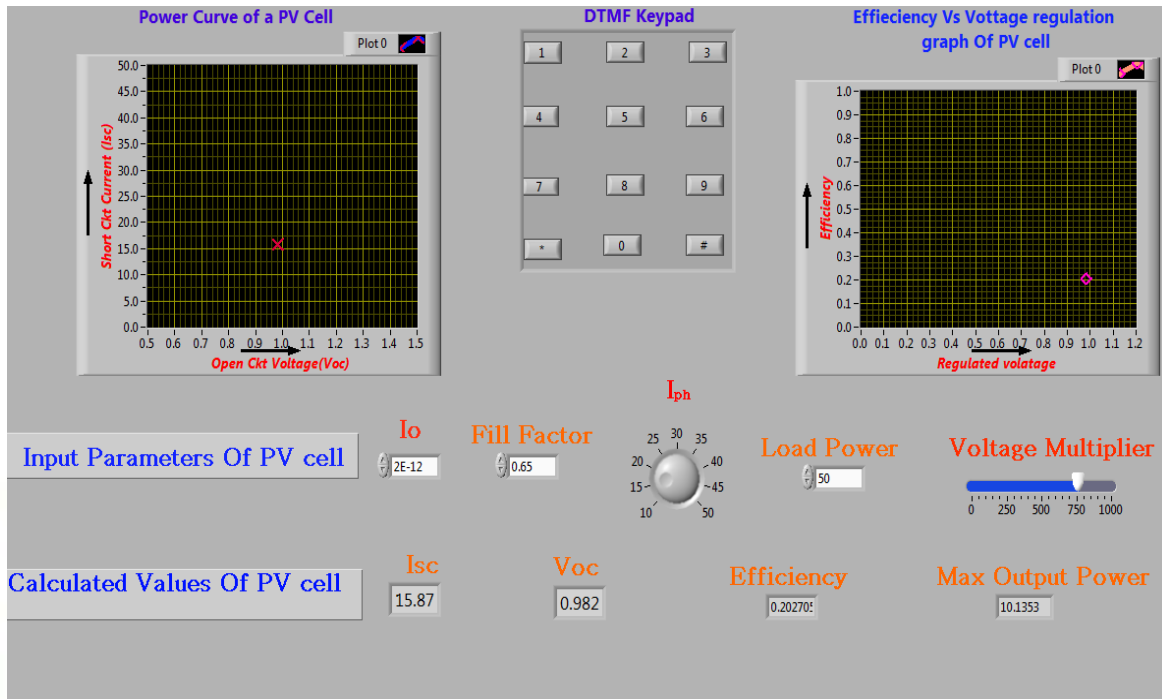 Power Curve of a PV Cell
Plot 0
50.0
45.0
40.0
35.0
30.0
25.0
20.0
15.0
10.0
5.0
0.0
Short Ckt Current (Isc)
0.5 0.6 0.7 0.8 0.9 1.0 1.1 1.2 1.3 1.4 1.5
Open Ckt Voltage(Voc)
DTMF Keypad
1 2 3
4 5 6
7 8 9
* 0 #
Effieciency Vs Vottage regulation
graph Of PV cell
Plot 0
1.0
0.9
0.8
0.7
0.6
0.5
0.4
0.3
0.2
0.1
0.0
Efficiency
0.0 0.1 0.2 0.3 0.4 0.5 0.6 0.7 0.8 0.9 1.0 1.1 1.2
Regulated volatage
Input Parameters Of PV cell
Io
2E-12
Fill Factor
0.65
Iph
10 15 20 25 30 35 40 45 50
Load Power
50
Voltage Multiplier
0 250 500 750 1000
Calculated Values Of PV cell
Isc
15.87
Voc
0.982
Efficiency
0.20270
Max Output Power
10.1353